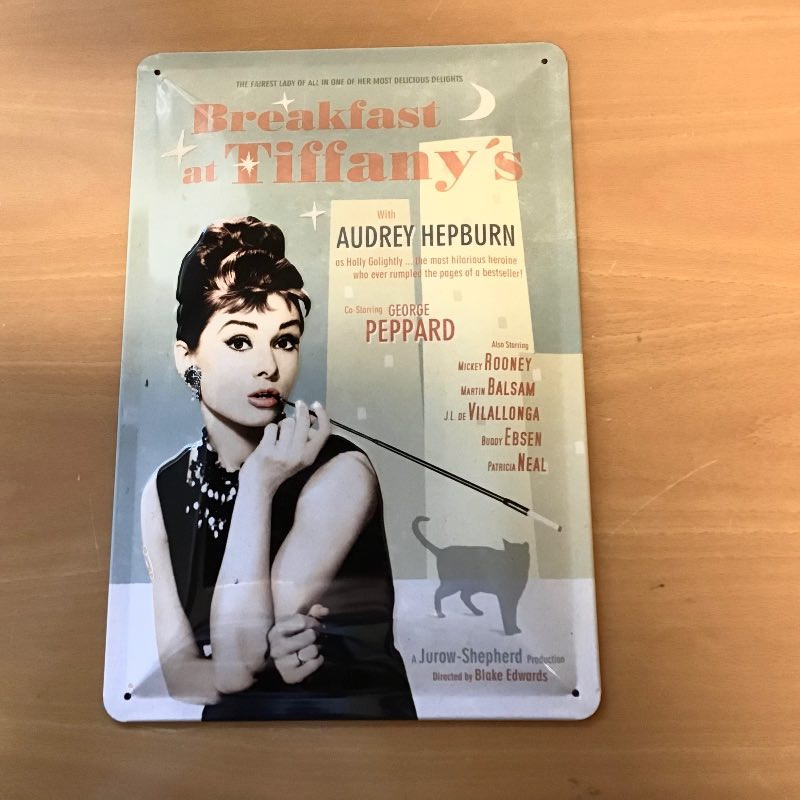 THE FAIREST LADY OF ALL IN ONE OF HER MOST DELICIOUS DELIGHTS
Breakfast
at Tiffany's
With
AUDREY HEPBURN
as Holly Golightly ... the most hilarious heroine
who ever rumpled the pages of a bestseller!
Co-Starring GEORGE
PEPPARD
Also Starring
MICKEY ROONEY
MARTIN BALSAM
J.L. DE VILALLONGA
BUDDY EBSEN
PATRICIA NEAL
A Jurow-Shepherd Production
Directed by Blake Edwards